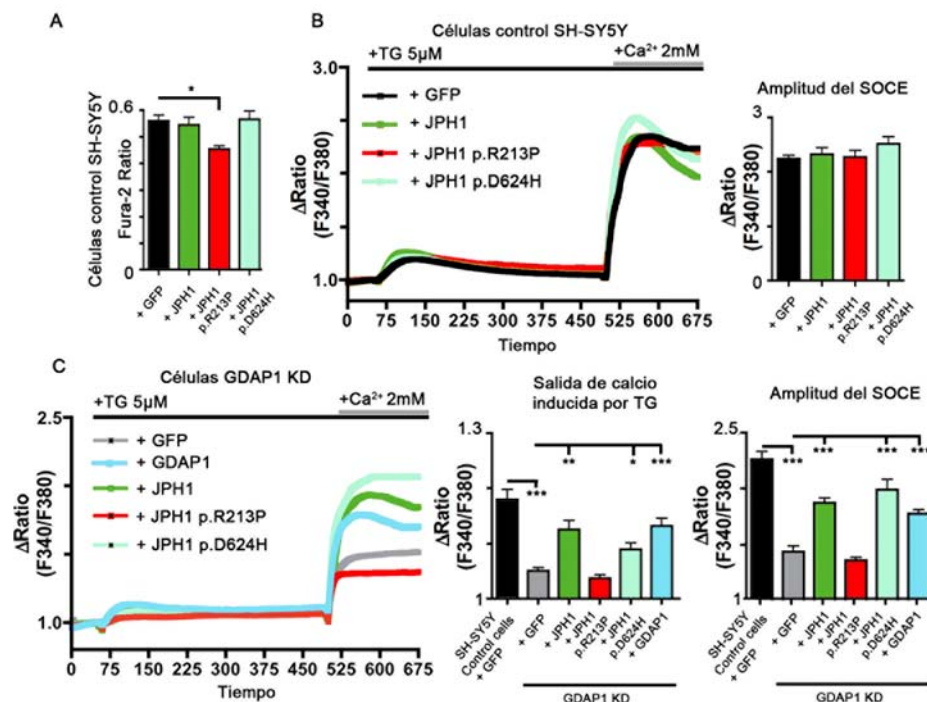 A
Células control SH-SY5Y
Fura-2 Ratio
0.6
0
*
+ GFP
+ JPH1
+ JPH1
p.R213P
+ JPH1
p.D624H
B
Células control SH-SY5Y
+TG 5µM
+Ca²⁺ 2mM
3.0
1.0
ΔRatio
(F340/F380)
+ GFP
+ JPH1
+ JPH1 p.R213P
+ JPH1 p.D624H
0 75 150 225 300 375 450 525 600 675
Tiempo
Amplitud del SOCE
3
0
ΔRatio
(F340/F380)
+ GFP
+ JPH1
+ JPH1
p.R213P
+ JPH1
p.D624H
C
Células GDAP1 KD
+TG 5µM
+Ca²⁺ 2mM
2.5
1.0
ΔRatio
(F340/F380)
+ GFP
+ GDAP1
+ JPH1
+ JPH1 p.R213P
+ JPH1 p.D624H
0 75 150 225 300 375 450 525 600 675
Tiempo
Salida de calcio
inducida por TG
1.3
1
ΔRatio
(F340/F380)
***
**
*
***
SH-SY5Y
Control cells
+ GFP
+ GFP
+ JPH1
+ JPH1
p.R213P
+ JPH1
p.D624H
+ GDAP1
GDAP1 KD
Amplitud del SOCE
2.5
1
ΔRatio
(F340/F380)
***
***
***
***
SH-SY5Y
Control cells
+ GFP
+ GFP
+ JPH1
+ JPH1
p.R213P
+ JPH1
p.D624H
+ GDAP1
GDAP1 KD